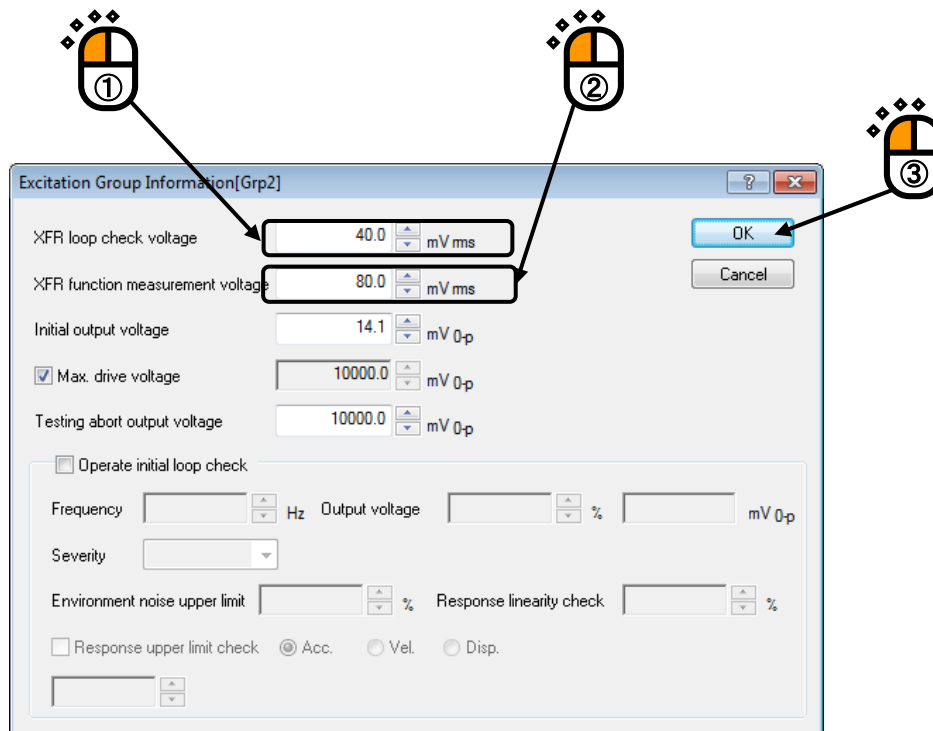 ① ②
③
Excitation Group Information[Grp2] ?
XFR loop check voltage 40.0 mV rms OK
XFR function measurement voltage 80.0 mV rms Cancel
Initial output voltage 14.1 mV 0-p
Max. drive voltage 10000.0 mV 0-p
Testing abort output voltage 10000.0 mV 0-p
Operate initial loop check
Frequency Hz Output voltage % mV 0-p
Severity
Environment noise upper limit % Response linearity check %
Response upper limit check Acc. Vel. Disp.